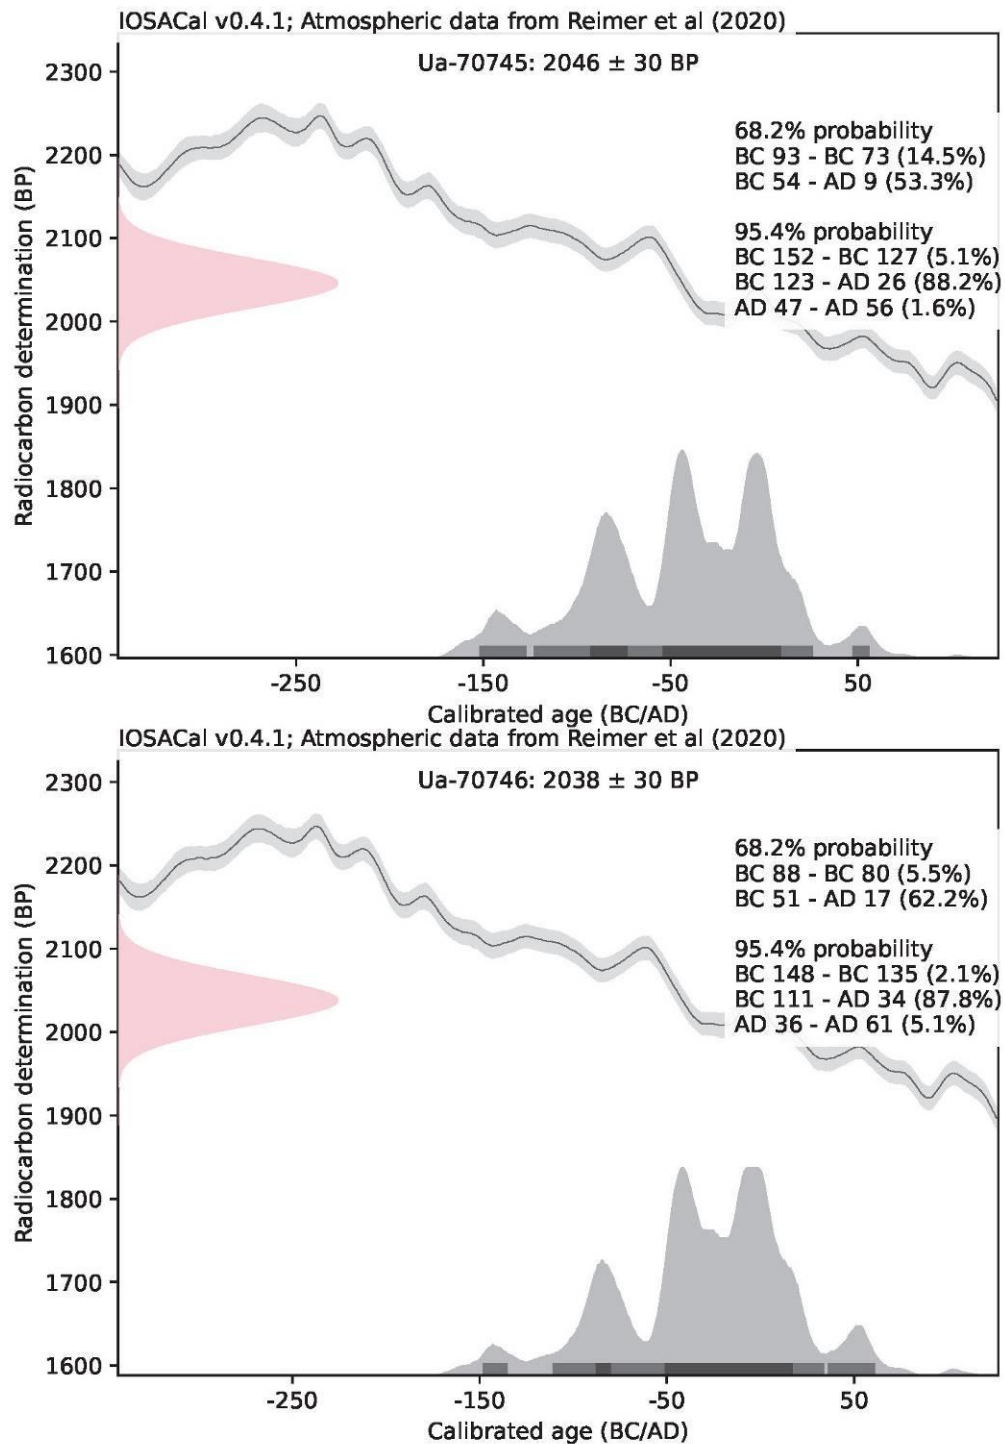 IOSACal v0.4.1; Atmospheric data from Reimer et al (2020)
Ua-70745: 2046 ± 30 BP
68.2% probability
BC 93 - BC 73 (14.5%)
BC 54 - AD 9 (53.3%)
95.4% probability
BC 152 - BC 127 (5.1%)
BC 123 - AD 26 (88.2%)
AD 47 - AD 56 (1.6%)
Radiocarbon determination (BP)
2300
2200
2100
2000
1900
1800
1700
1600
-250 -150 -50 50
Calibrated age (BC/AD)
IOSACal v0.4.1; Atmospheric data from Reimer et al (2020)
Ua-70746: 2038 ± 30 BP
68.2% probability
BC 88 - BC 80 (5.5%)
BC 51 - AD 17 (62.2%)
95.4% probability
BC 148 - BC 135 (2.1%)
BC 111 - AD 34 (87.8%)
AD 36 - AD 61 (5.1%)
Radiocarbon determination (BP)
2300
2200
2100
2000
1900
1800
1700
1600
-250 -150 -50 50
Calibrated age (BC/AD)